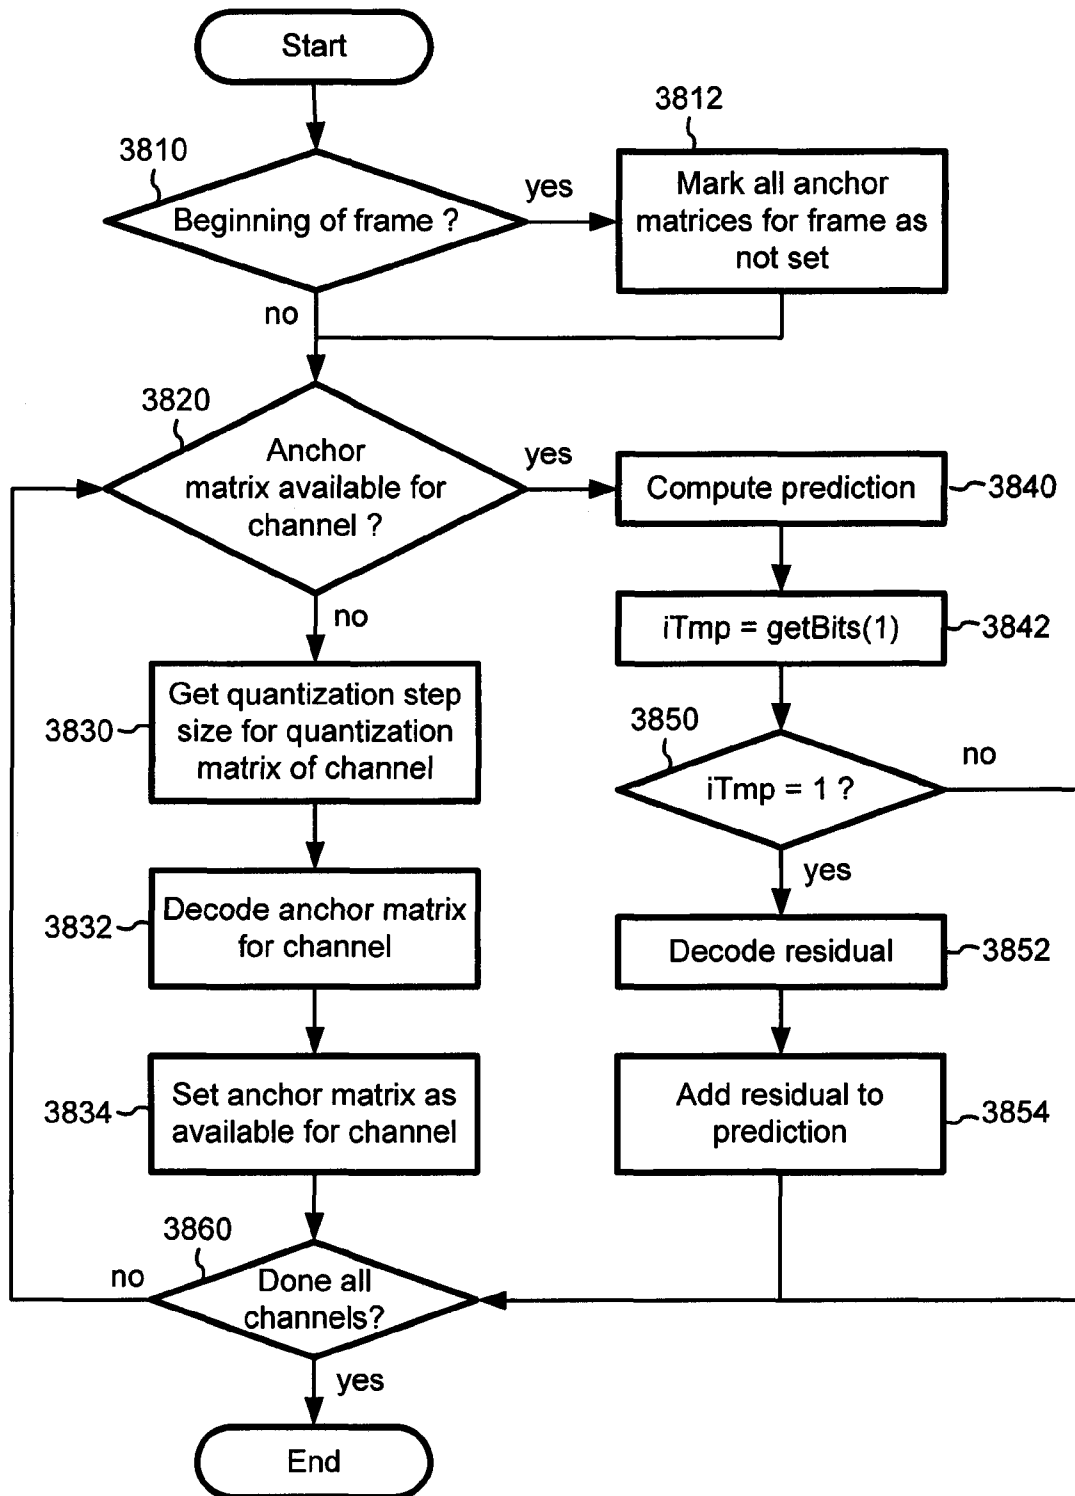 Start
3810
Beginning of frame ?
yes
no
3812
Mark all anchor
matrices for frame as
not set
3820
Anchor
matrix available for
channel ?
yes
no
Compute prediction
3840
iTmp = getBits(1)
3842
3830
Get quantization step
size for quantization
matrix of channel
3850
iTmp = 1 ?
no
yes
3832
Decode anchor matrix
for channel
Decode residual
3852
3834
Set anchor matrix as
available for channel
Add residual to
prediction
3854
3860
no
Done all
channels?
yes
End